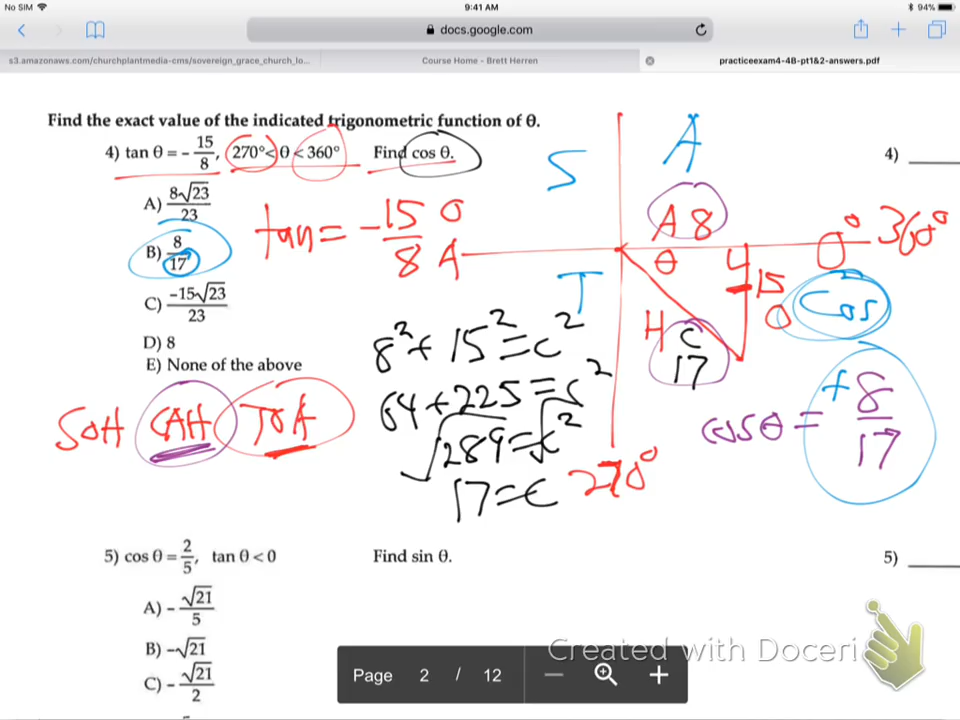 No SIM
9:41 AM
94%
docs.google.com
s3.amazonaws.com/churchplantmedia-cms/sovereign_grace_church_lo...
Course Home - Brett Herren
practiceexam4-4B-pt1&2-answers.pdf
Find the exact value of the indicated trigonometric function of θ.
4) tan θ = - 15/8, 270° < θ < 360° Find cos θ.
4)
A) 8√23/23
B) 8/17
C) -15√23/23
D) 8
E) None of the above
tan = -15/8 O A
S A
T
A 8
θ
0° 360°
-15
O
H C
17
270°
Cos
8² + 15² = c²
64 + 225 = c²
√289 = √c²
17 = c
cosθ = +8/17
SOH CAH TOA
5) cos θ = 2/5, tan θ < 0 Find sin θ.
5)
A) - √21/5
B) -√21
C) - √21/2
Page 2 / 12
Created with Doceri